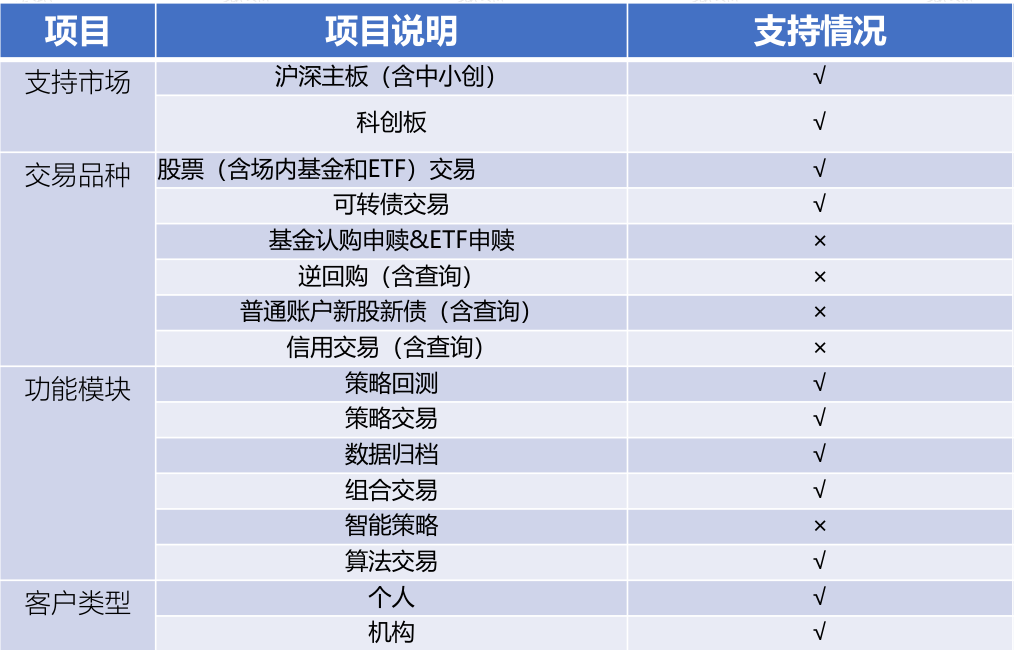 项目 项目说明 支持情况
支持市场 沪深主板（含中小创） √
科创板 √
交易品种 股票（含场内基金和ETF）交易 √
可转债交易 √
基金认购申赎&ETF申赎 ×
逆回购（含查询） ×
普通账户新股新债（含查询） ×
信用交易（含查询） ×
功能模块 策略回测 √
策略交易 √
数据归档 √
组合交易 √
智能策略 ×
算法交易 √
客户类型 个人 √
机构 √